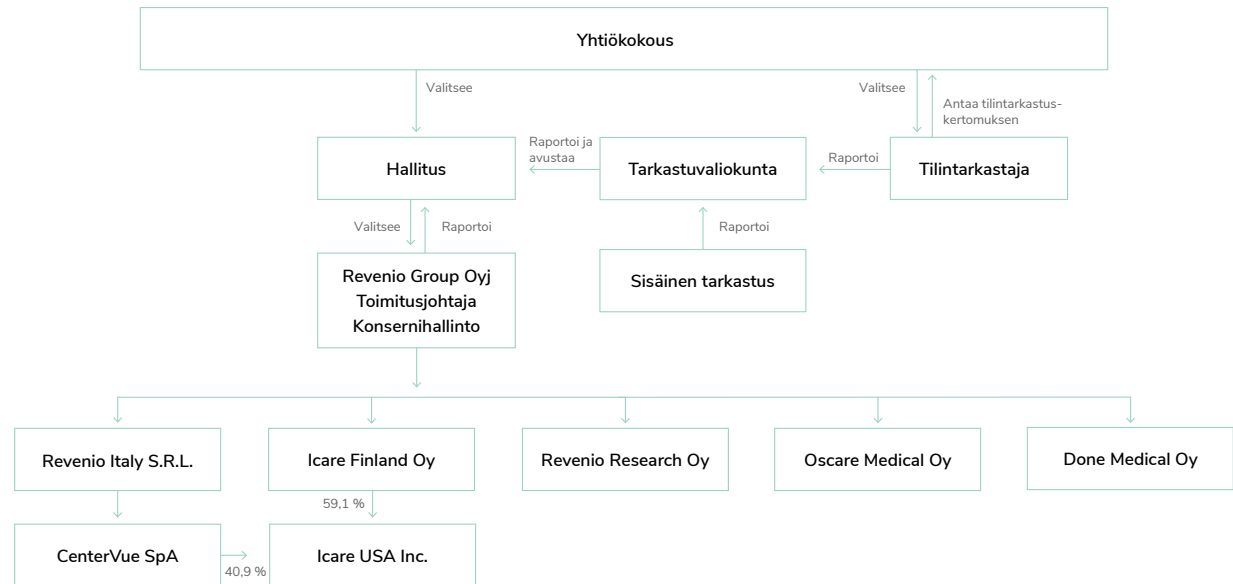 Yhtiökokous
Valitsee
Valitsee
Antaa tilintarkastus-
kertomuksen
Hallitus
Raportoi ja
avustaa
Tarkastuvaliokunta
Raportoi
Tilintarkastaja
Valitsee
Raportoi
Raportoi
Revenio Group Oyj
Toimitusjohtaja
Konsernihallinto
Sisäinen tarkastus
Revenio Italy S.R.L.
Icare Finland Oy
Revenio Research Oy
Oscare Medical Oy
Done Medical Oy
59,1 %
CenterVue SpA
40,9 %
Icare USA Inc.